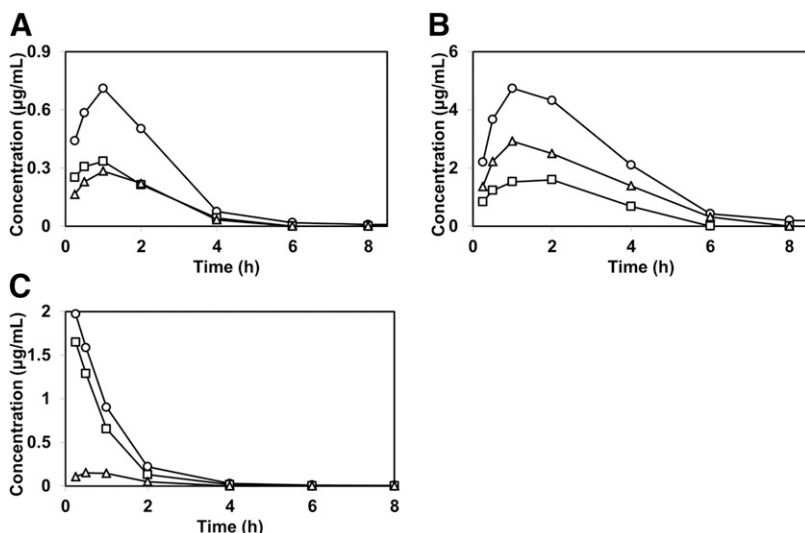 A
Concentration (µg/mL)
0.9
0.6
0.3
0
0 2 4 6 8
Time (h)
B
Concentration (µg/mL)
6
4
2
0
0 2 4 6 8
Time (h)
C
Concentration (µg/mL)
2
1.5
1
0.5
0
0 2 4 6 8
Time (h)